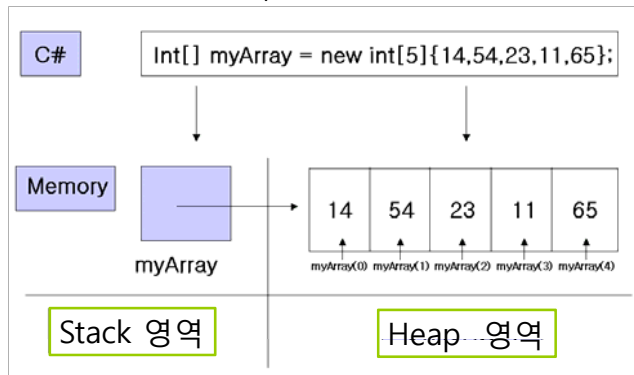 C# Int[] myArray = new int[5]{14,54,23,11,65};
Memory 14 54 23 11 65
myArray myArray(0) myArray(1) myArray(2) myArray(3) myArray(4)
Stack 영역 Heap 영역